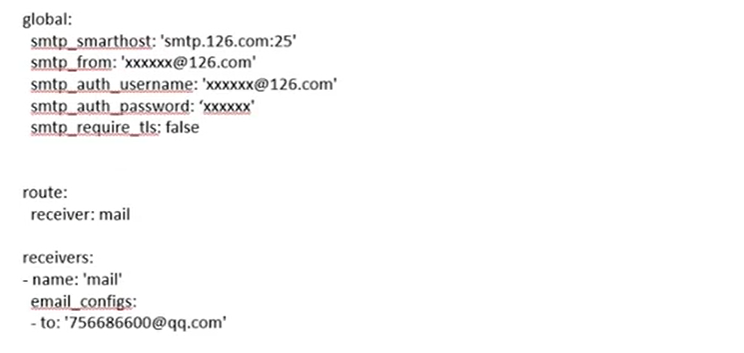 global:
  smtp_smarthost: 'smtp.126.com:25'
  smtp_from: 'xxxxxx@126.com'
  smtp_auth_username: 'xxxxxx@126.com'
  smtp_auth_password: ‘xxxxxx'
  smtp_require_tls: false
route:
  receiver: mail
receivers:
- name: 'mail'
  email_configs:
  - to: '756686600@qq.com'